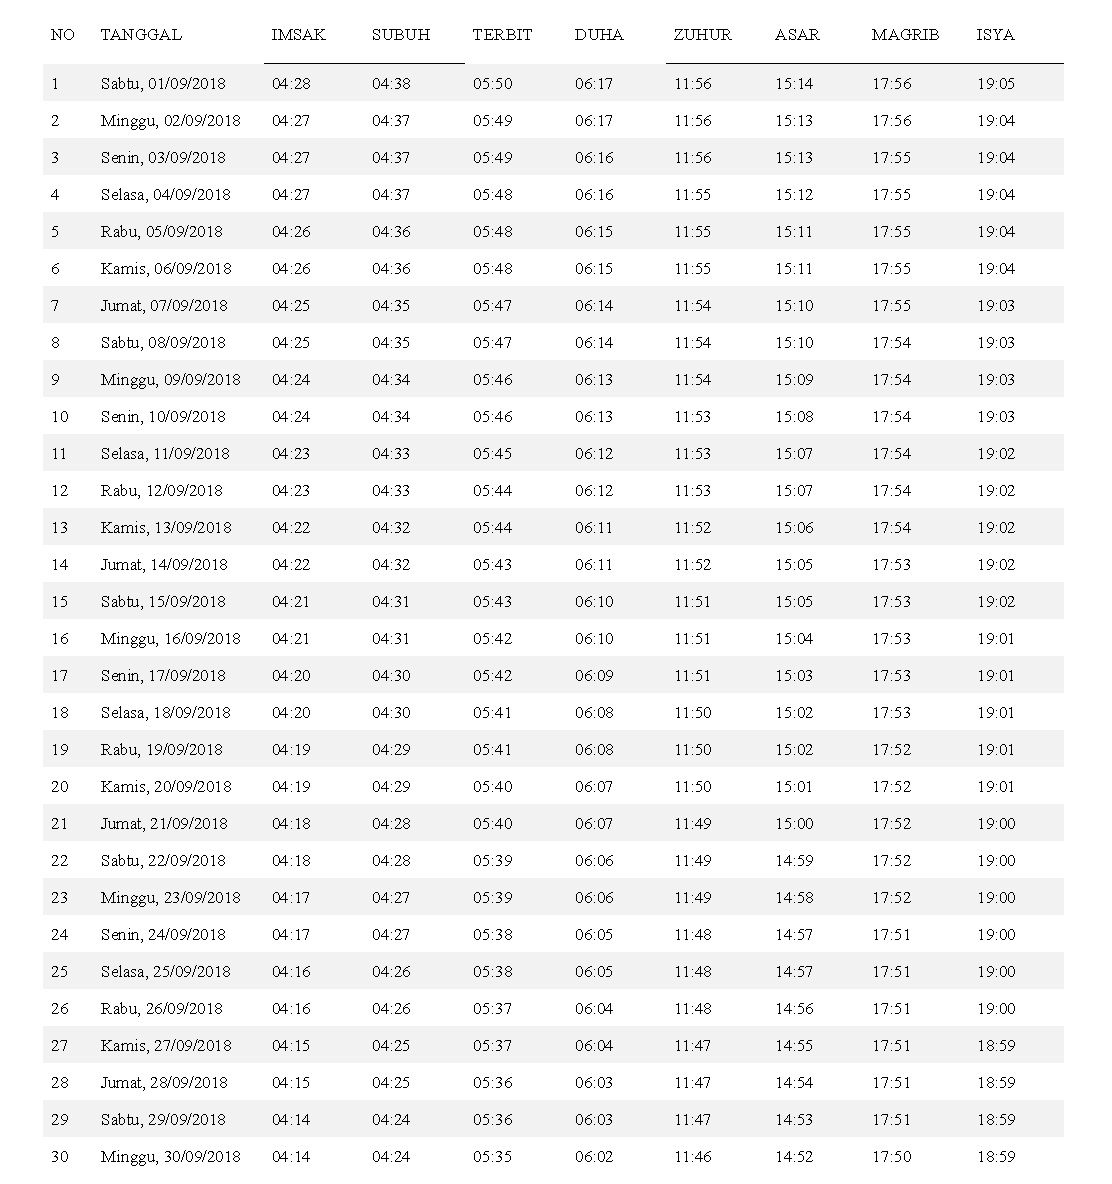 NO TANGGAL IMSAK SUBUH TERBIT DUHA ZUHUR ASAR MAGRIB ISYA
1 Sabtu, 01/09/2018 04:28 04:38 05:50 06:17 11:56 15:14 17:56 19:05
2 Minggu, 02/09/2018 04:27 04:37 05:49 06:17 11:56 15:13 17:56 19:04
3 Senin, 03/09/2018 04:27 04:37 05:49 06:16 11:56 15:13 17:55 19:04
4 Selasa, 04/09/2018 04:27 04:37 05:48 06:16 11:55 15:12 17:55 19:04
5 Rabu, 05/09/2018 04:26 04:36 05:48 06:15 11:55 15:11 17:55 19:04
6 Kamis, 06/09/2018 04:26 04:36 05:48 06:15 11:55 15:11 17:55 19:04
7 Jumat, 07/09/2018 04:25 04:35 05:47 06:14 11:54 15:10 17:55 19:03
8 Sabtu, 08/09/2018 04:25 04:35 05:47 06:14 11:54 15:10 17:54 19:03
9 Minggu, 09/09/2018 04:24 04:34 05:46 06:13 11:54 15:09 17:54 19:03
10 Senin, 10/09/2018 04:24 04:34 05:46 06:13 11:53 15:08 17:54 19:03
11 Selasa, 11/09/2018 04:23 04:33 05:45 06:12 11:53 15:07 17:54 19:02
12 Rabu, 12/09/2018 04:23 04:33 05:44 06:12 11:53 15:07 17:54 19:02
13 Kamis, 13/09/2018 04:22 04:32 05:44 06:11 11:52 15:06 17:54 19:02
14 Jumat, 14/09/2018 04:22 04:32 05:43 06:11 11:52 15:05 17:53 19:02
15 Sabtu, 15/09/2018 04:21 04:31 05:43 06:10 11:51 15:05 17:53 19:02
16 Minggu, 16/09/2018 04:21 04:31 05:42 06:10 11:51 15:04 17:53 19:01
17 Senin, 17/09/2018 04:20 04:30 05:42 06:09 11:51 15:03 17:53 19:01
18 Selasa, 18/09/2018 04:20 04:30 05:41 06:08 11:50 15:02 17:53 19:01
19 Rabu, 19/09/2018 04:19 04:29 05:41 06:08 11:50 15:02 17:52 19:01
20 Kamis, 20/09/2018 04:19 04:29 05:40 06:07 11:50 15:01 17:52 19:01
21 Jumat, 21/09/2018 04:18 04:28 05:40 06:07 11:49 15:00 17:52 19:00
22 Sabtu, 22/09/2018 04:18 04:28 05:39 06:06 11:49 14:59 17:52 19:00
23 Minggu, 23/09/2018 04:17 04:27 05:39 06:06 11:49 14:58 17:52 19:00
24 Senin, 24/09/2018 04:17 04:27 05:38 06:05 11:48 14:57 17:51 19:00
25 Selasa, 25/09/2018 04:16 04:26 05:38 06:05 11:48 14:57 17:51 19:00
26 Rabu, 26/09/2018 04:16 04:26 05:37 06:04 11:48 14:56 17:51 19:00
27 Kamis, 27/09/2018 04:15 04:25 05:37 06:04 11:47 14:55 17:51 18:59
28 Jumat, 28/09/2018 04:15 04:25 05:36 06:03 11:47 14:54 17:51 18:59
29 Sabtu, 29/09/2018 04:14 04:24 05:36 06:03 11:47 14:53 17:51 18:59
30 Minggu, 30/09/2018 04:14 04:24 05:35 06:02 11:46 14:52 17:50 18:59